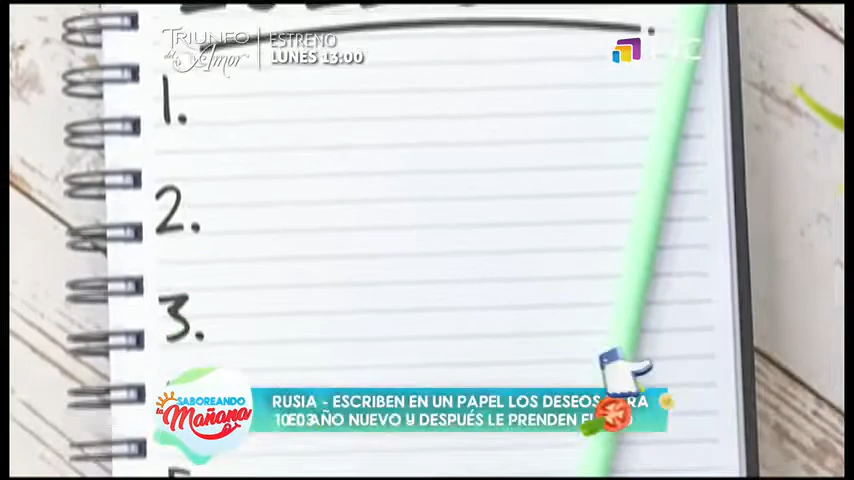 TRIUNFO
del Amor
ESTRENO
LUNES 13:00
1.
2.
3.
SABOREANDO
Mañana
RUSIA - ESCRIBEN EN UN PAPEL LOS DESEOS
AÑO NUEVO Y DESPUÉS LE PRENDEN